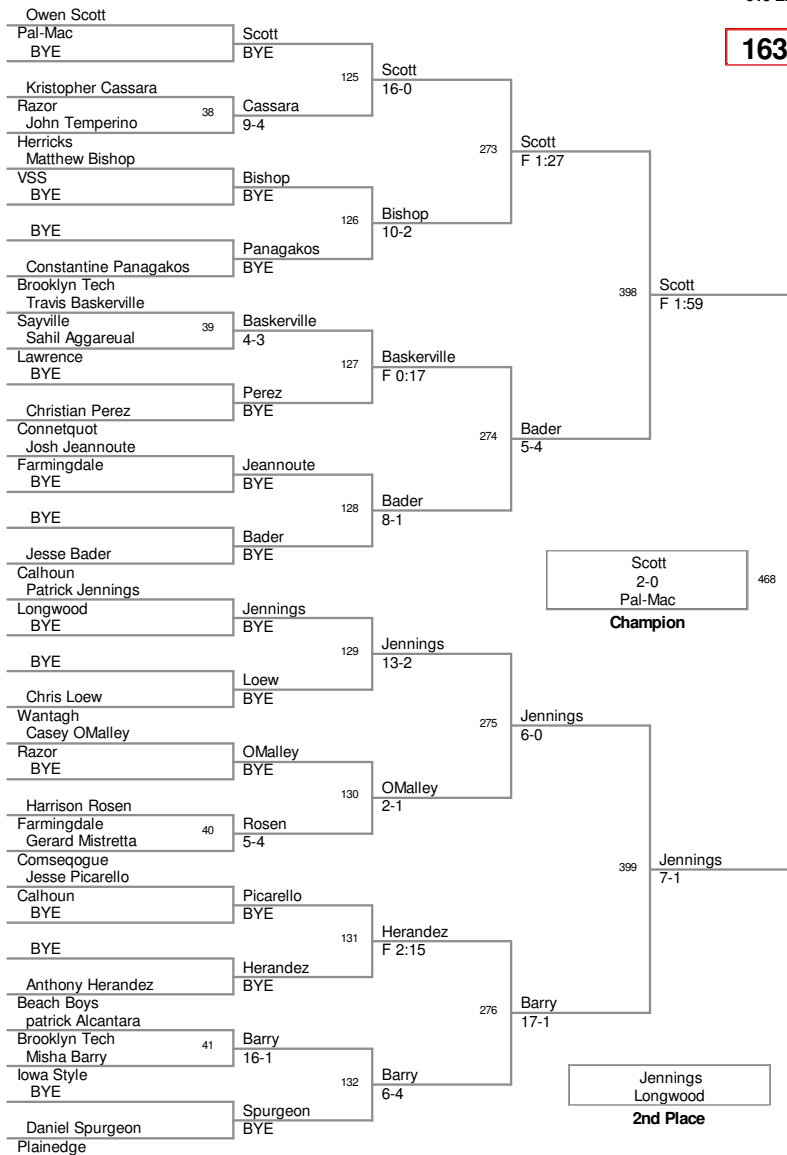 163
Owen Scott
Pal-Mac
BYE
Scott
BYE
125
Scott
16-0
Kristopher Cassara
Razor
John Temperino
38
Cassara
9-4
Herricks
Matthew Bishop
273
Scott
F 1:27
VSS
BYE
Bishop
BYE
126
Bishop
10-2
BYE
Panagakos
BYE
Constantine Panagakos
Brooklyn Tech
Travis Baskerville
398
Scott
F 1:59
Sayville
Sahil Aggareual
39
Baskerville
4-3
Lawrence
BYE
127
Baskerville
F 0:17
Perez
BYE
Christian Perez
Connetquot
Josh Jeannoute
274
Bader
5-4
Farmingdale
BYE
Jeannoute
BYE
128
Bader
8-1
BYE
Bader
BYE
Jesse Bader
Calhoun
Patrick Jennings
Scott
2-0
Pal-Mac
468
Champion
Longwood
BYE
Jennings
BYE
129
Jennings
13-2
BYE
Loew
BYE
Chris Loew
Wantagh
Casey OMalley
275
Jennings
6-0
Razor
BYE
OMalley
BYE
130
OMalley
2-1
Harrison Rosen
Farmingdale
Gerard Mistretta
40
Rosen
5-4
Comseqogue
Jesse Picarello
399
Jennings
7-1
Calhoun
BYE
Picarello
BYE
131
Herandez
F 2:15
BYE
Herandez
BYE
Anthony Herandez
Beach Boys
patrick Alcantara
276
Barry
17-1
Brooklyn Tech
Misha Barry
41
Barry
16-1
Iowa Style
BYE
132
Barry
6-4
Spurgeon
BYE
Daniel Spurgeon
Plainedge
Jennings
Longwood
2nd Place